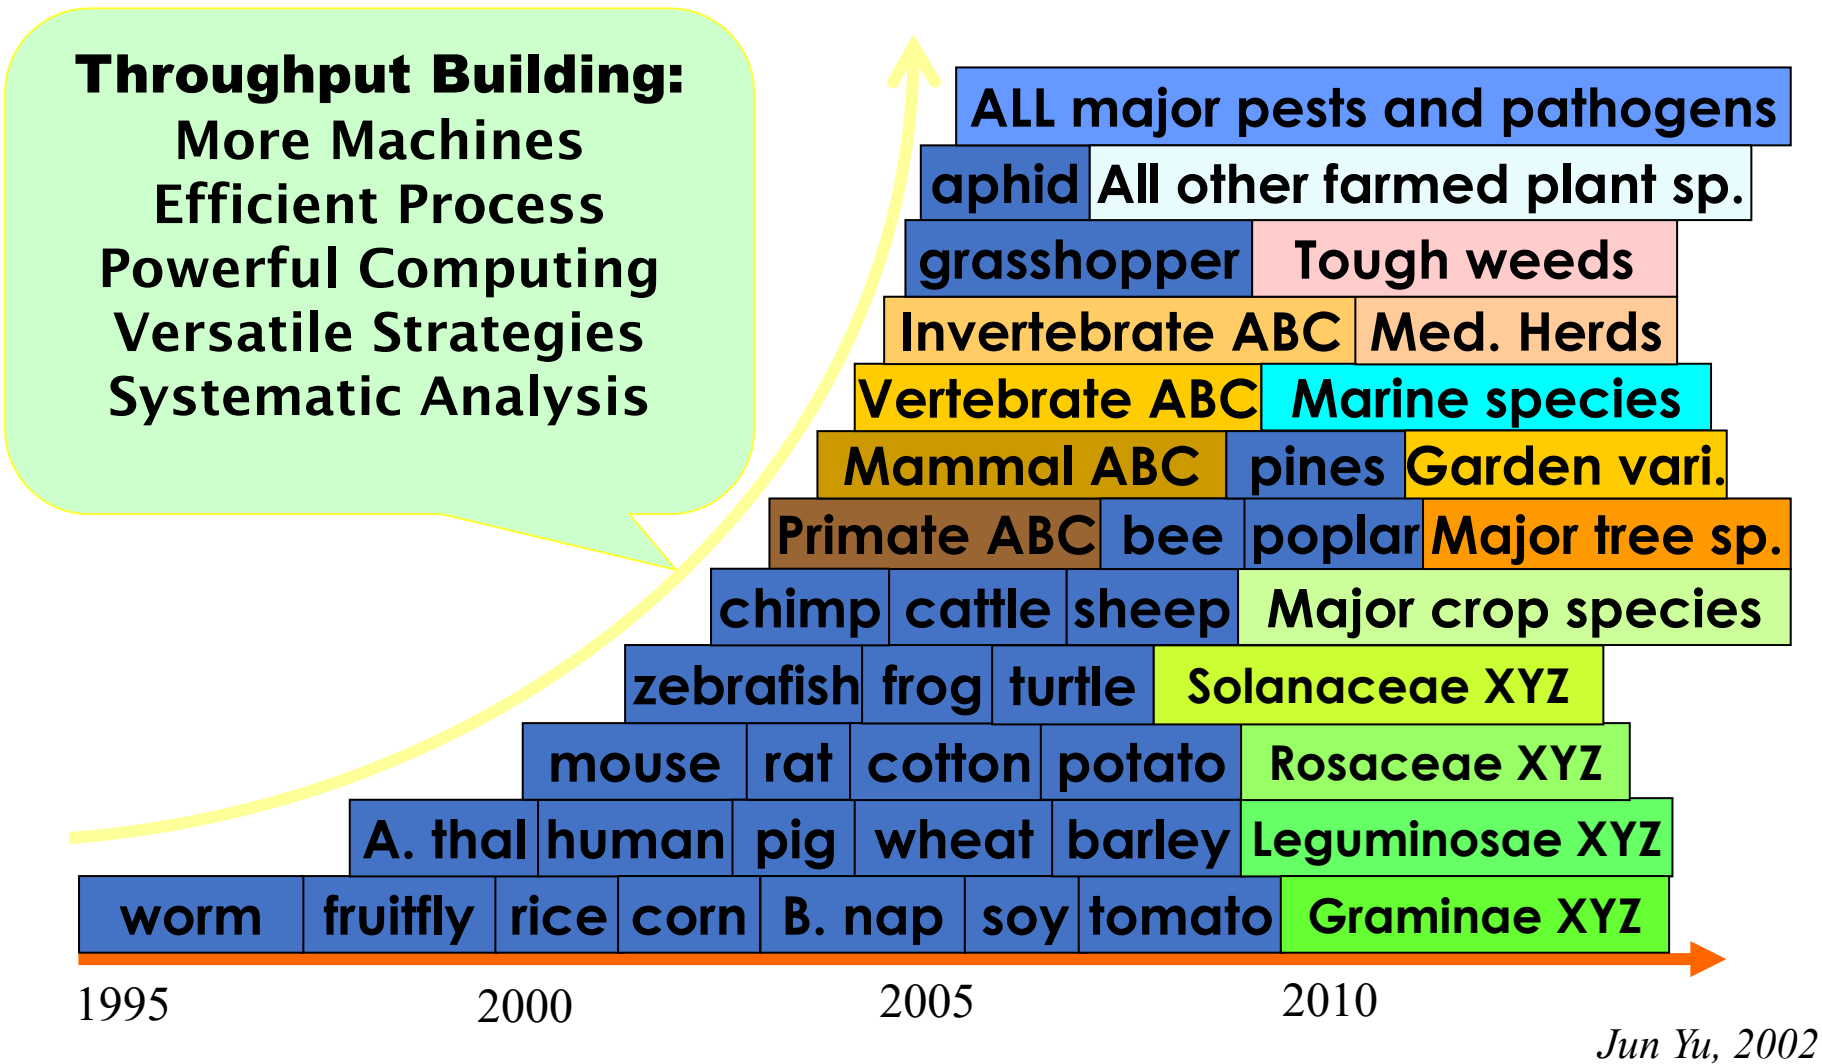 Throughput Building:
More Machines
Efficient Process
Powerful Computing
Versatile Strategies
Systematic Analysis
ALL major pests and pathogens
aphid All other farmed plant sp.
grasshopper Tough weeds
Invertebrate ABC Med. Herds
Vertebrate ABC Marine species
Mammal ABC pines Garden vari.
Primate ABC bee poplar Major tree sp.
chimp cattle sheep Major crop species
zebrafish frog turtle Solanaceae XYZ
mouse rat cotton potato Rosaceae XYZ
A. thal human pig wheat barley Leguminosae XYZ
worm fruitfly rice corn B. nap soy tomato Graminae XYZ
1995 2000 2005 2010
Jun Yu, 2002